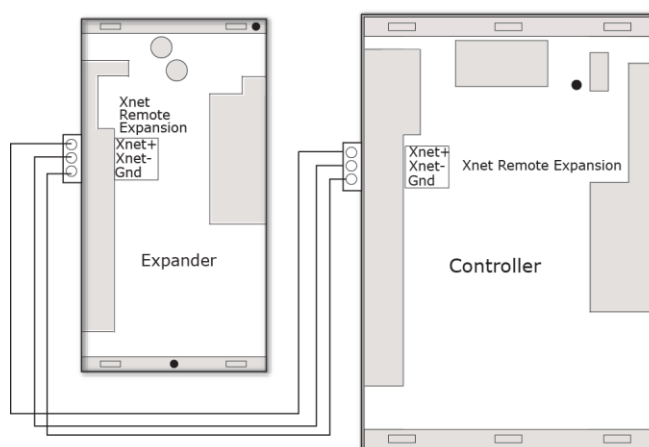 Xnet
Remote
Expansion
Xnet+
Xnet-
Gnd
Expander
Xnet+
Xnet-
Gnd
Xnet Remote Expansion
Controller